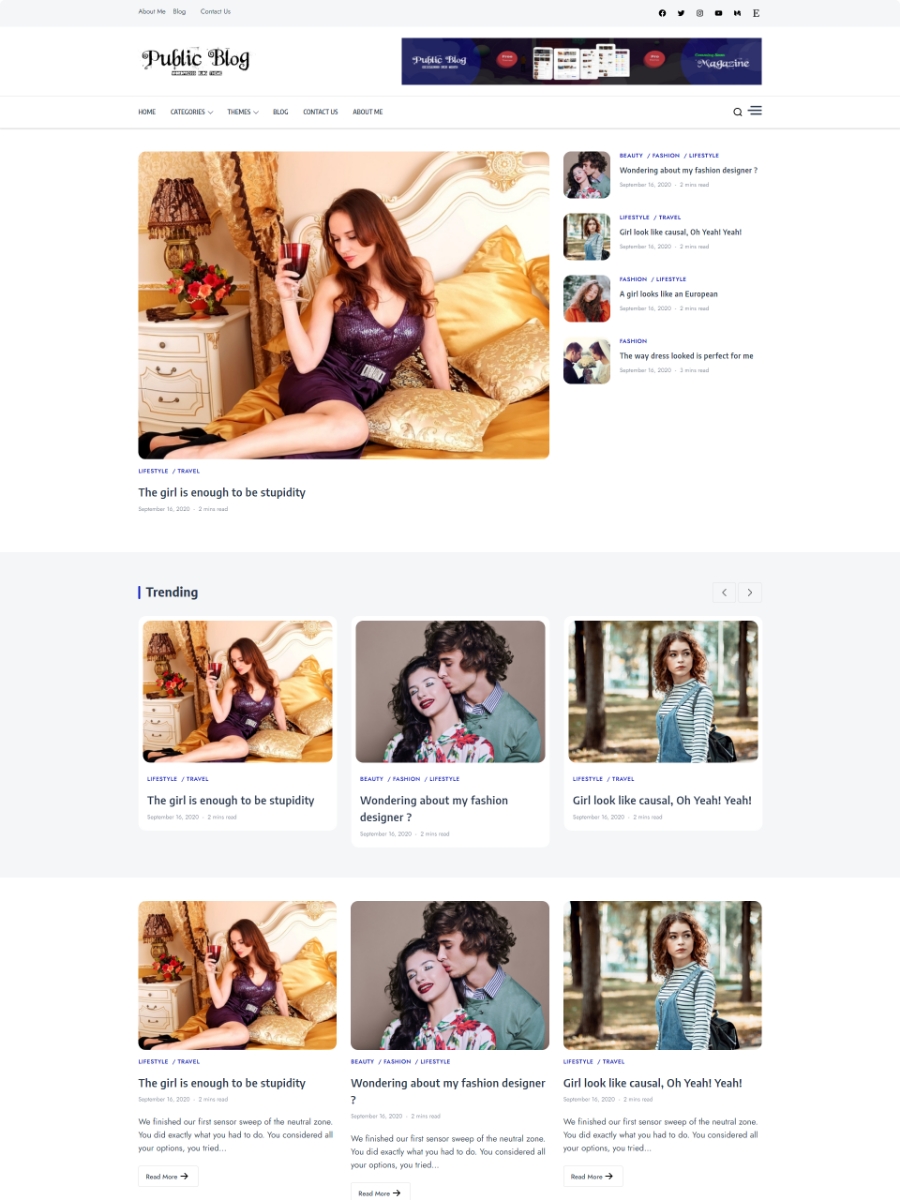 About Me Blog Contact Us
Public Blog
Public Blog
Magazine
HOME CATEGORIES THEMES BLOG CONTACT US ABOUT ME
LIFESTYLE / TRAVEL
The girl is enough to be stupidity
September 16, 2020 - 2 mins read
BEAUTY / FASHION / LIFESTYLE
Wondering about my fashion designer ?
September 16, 2020 - 2 mins read
LIFESTYLE / TRAVEL
Girl look like causal, Oh Yeah! Yeah!
September 16, 2020 - 2 mins read
FASHION / LIFESTYLE
A girl looks like an European
September 16, 2020 - 2 mins read
FASHION
The way dress looked is perfect for me
September 16, 2020 - 3 mins read
Trending
LIFESTYLE / TRAVEL
The girl is enough to be stupidity
September 16, 2020 - 2 mins read
BEAUTY / FASHION / LIFESTYLE
Wondering about my fashion
designer ?
September 16, 2020 - 2 mins read
LIFESTYLE / TRAVEL
Girl look like causal, Oh Yeah! Yeah!
September 16, 2020 - 2 mins read
LIFESTYLE / TRAVEL
The girl is enough to be stupidity
September 16, 2020 - 2 mins read
We finished our first sensor sweep of the neutral zone.
You did exactly what you had to do. You considered all
your options, you tried...
Read More
BEAUTY / FASHION / LIFESTYLE
Wondering about my fashion designer
?
September 16, 2020 - 2 mins read
We finished our first sensor sweep of the neutral zone.
You did exactly what you had to do. You considered all
your options, you tried...
Read More
LIFESTYLE / TRAVEL
Girl look like causal, Oh Yeah! Yeah!
September 16, 2020 - 2 mins read
We finished our first sensor sweep of the neutral zone.
You did exactly what you had to do. You considered all
your options, you tried...
Read More